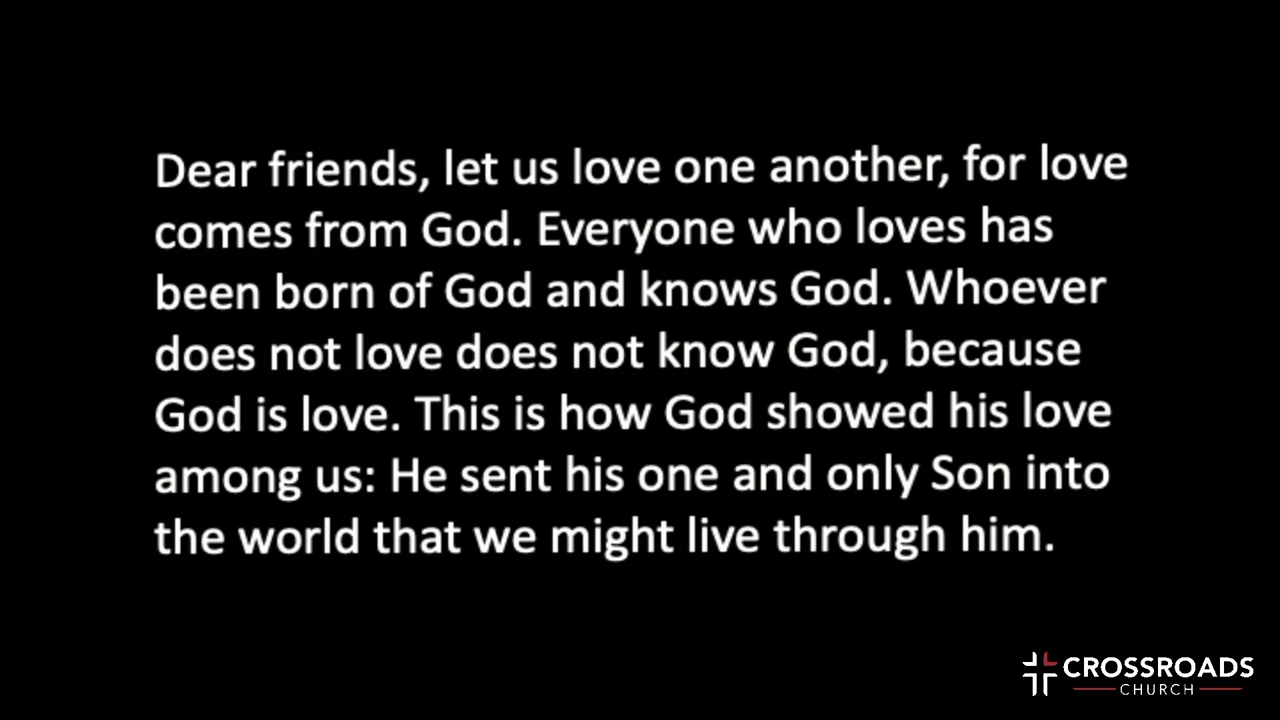 Dear friends, let us love one another, for love
comes from God. Everyone who loves has
been born of God and knows God. Whoever
does not love does not know God, because
God is love. This is how God showed his love
among us: He sent his one and only Son into
the world that we might live through him.
CROSSROADS
CHURCH